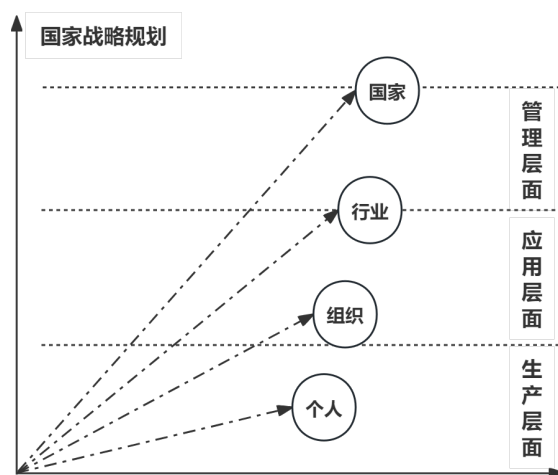 国家战略规划
国家
管理层面
行业
应用层面
组织
生产层面
个人